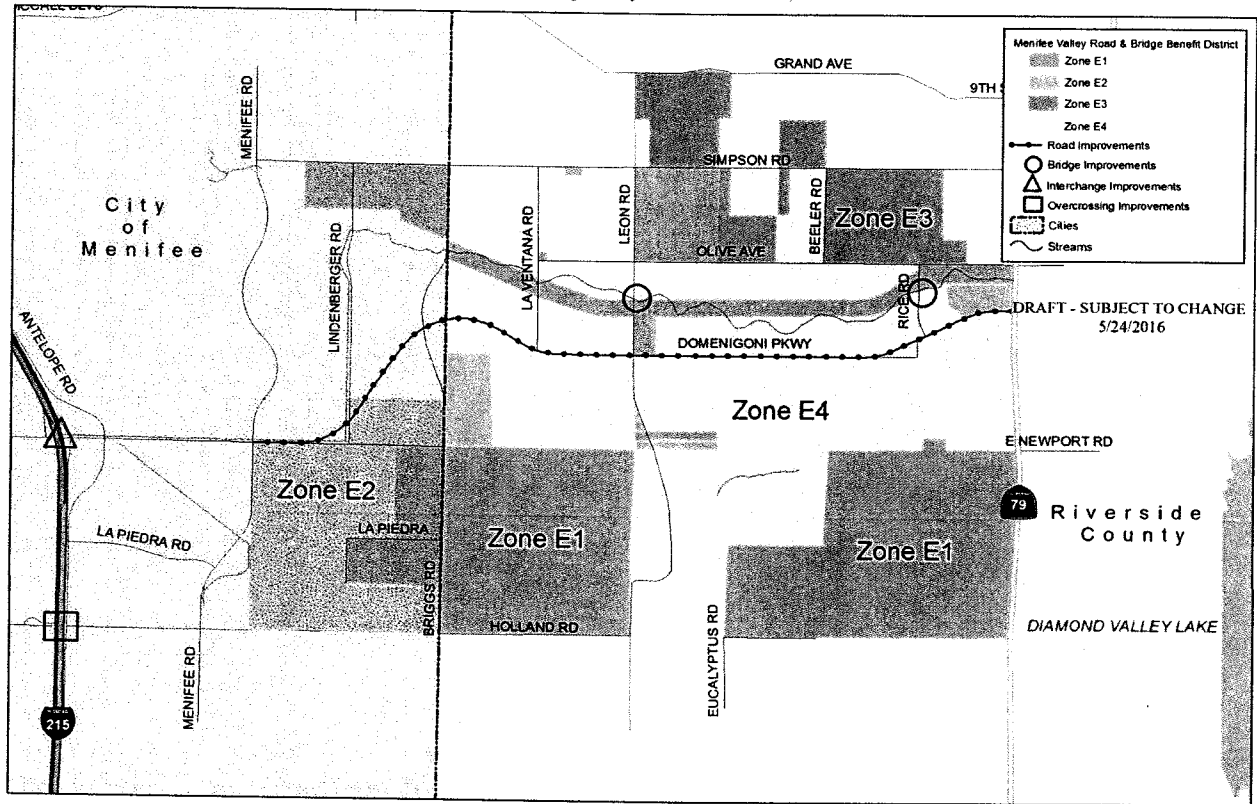 GRAND AVE
MENIFEE RD
SIMPSON RD
City
of
Menifee
LINDENBERGER RD
LA VENTANA RD
LEON RD
BEELER RD
Zone E3
OLIVE AVE
RICE RD
ANTELOPE RD
DOMENIGONI PKWY
Zone E4
E NEWPORT RD
Zone E2
LA PIEDRA RD
LA PIEDRA
Zone E1
Zone E1
79
Riverside
County
BRIGGS RD
HOLLAND RD
DIAMOND VALLEY LAKE
MENIFEE RD
EUCALYPTUS RD
215
Menifee Valley Road & Bridge Benefit District
Zone E1
Zone E2
Zone E3
Zone E4
Road Improvements
Bridge Improvements
Interchange Improvements
Overcrossing Improvements
Cities
Streams
9TH
DRAFT - SUBJECT TO CHANGE
5/24/2016